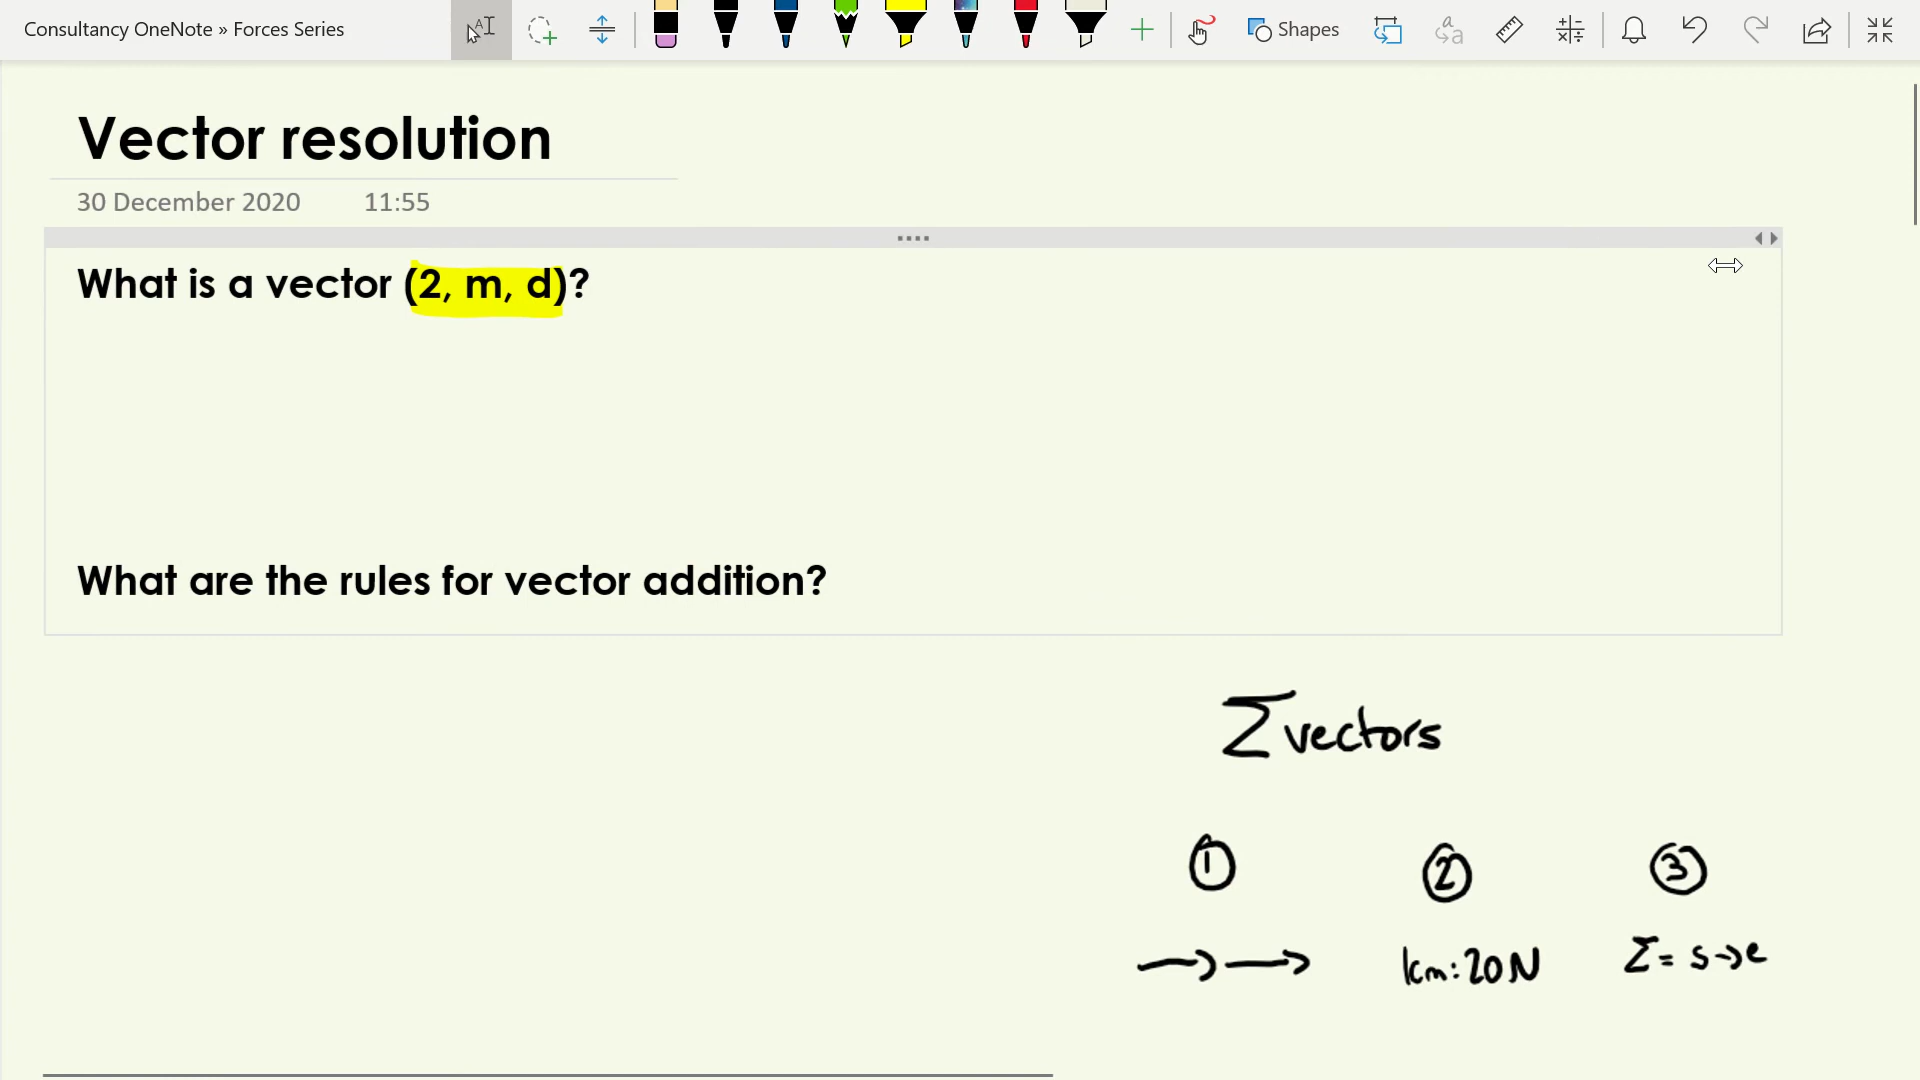 Consultancy OneNote » Forces Series
Shapes
Vector resolution
30 December 2020 11:55
What is a vector (2, m, d)?
What are the rules for vector addition?
Σ vectors
① ② ③
1cm:20N Σ= s→e